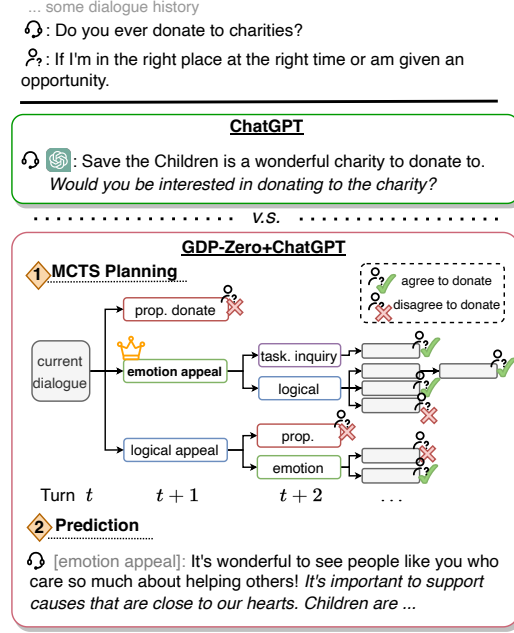 ... some dialogue history
: Do you ever donate to charities?
: If I'm in the right place at the right time or am given an
opportunity.
ChatGPT
: Save the Children is a wonderful charity to donate to.
Would you be interested in donating to the charity?
v.s.
GDP-Zero+ChatGPT
1 MCTS Planning
agree to donate
disagree to donate
prop. donate
current
dialogue
emotion appeal
task. inquiry
logical
logical appeal
prop.
emotion
Turn t
t + 1
t + 2
...
2 Prediction
[emotion appeal]: It's wonderful to see people like you who
care so much about helping others! It's important to support
causes that are close to our hearts. Children are ...